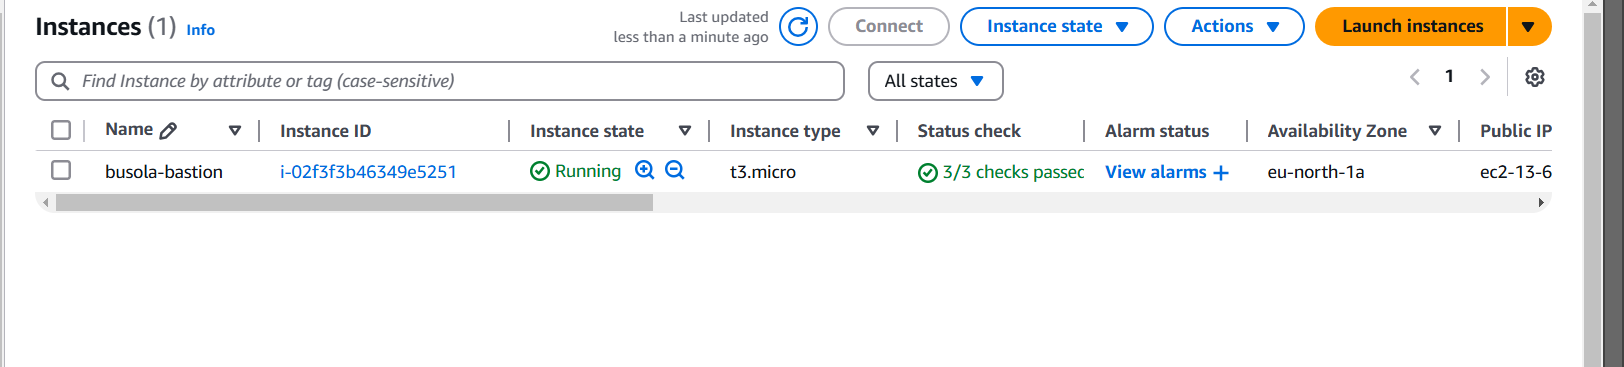 Instances (1) Info
Last updated
less than a minute ago
Connect
Instance state
Actions
Launch instances
Find Instance by attribute or tag (case-sensitive)
All states
1
Name Instance ID Instance state Instance type Status check Alarm status Availability Zone Public IP
busola-bastion i-02f3f3b46349e5251 Running t3.micro 3/3 checks passed View alarms + eu-north-1a ec2-13-6